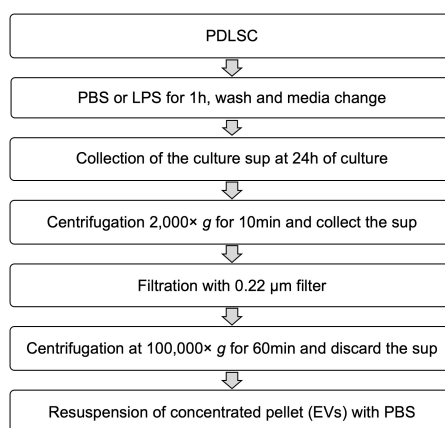 PDLSC
PBS or LPS for 1h, wash and media change
Collection of the culture sup at 24h of culture
Centrifugation 2,000× g for 10min and collect the sup
Filtration with 0.22 µm filter
Centrifugation at 100,000× g for 60min and discard the sup
Resuspension of concentrated pellet (EVs) with PBS